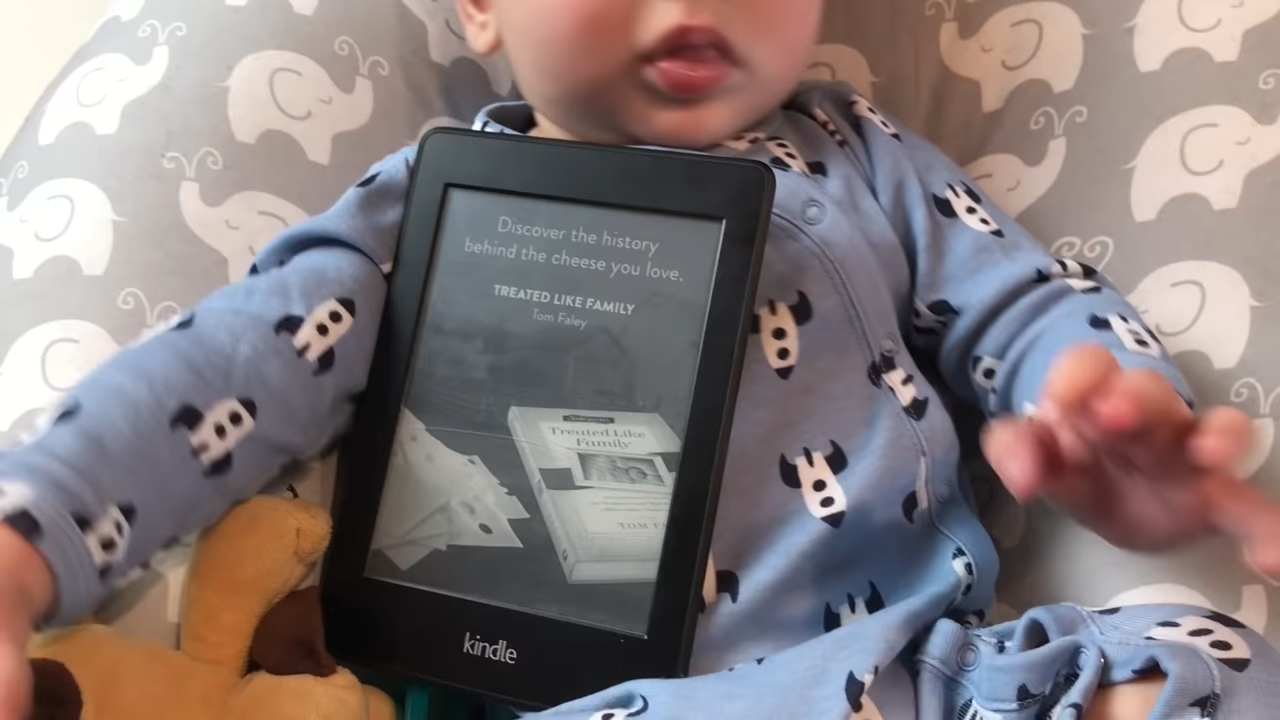 Discover the history
behind the cheese you love.
TREATED LIKE FAMILY
Tom Faley
Treated Like
Family
kindle